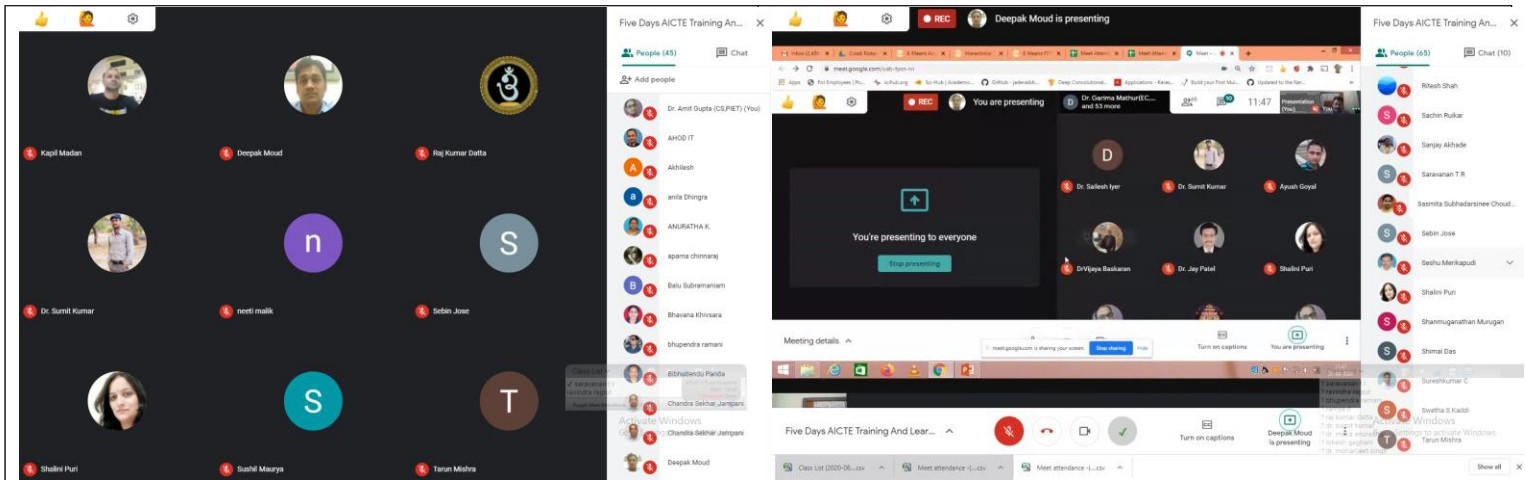 Five Days AICTE Training An...
People (45)
Chat
Add people
Kapil Madan
Deepak Moud
Raj Kumar Datta
Dr. Sumit Kumar
n
neeti malik
S
Sebin Jose
Shalini Puri
S
Sushil Maurya
T
Tarun Mishra
Dr. Amit Gupta (CS,PIET) (You)
AHOD IT
A
Akhilesh
a
anila Dhingra
ANURATHA K.
aparna chinnaraj
B
Balu Subramaniam
Bhavana Khivsara
bhupendra ramani
Bibhudendu Panda
Chandra Sekhar Jampani
Chandra Sekhar Jampani
Deepak Moud
Class List
Activate Windows
REC
Deepak Moud is presenting
meet.google.com
REC
You are presenting
D
Dr. Garima Mathur(EC,...
and 53 more
11:47
Presentation
(You)
You're presenting to everyone
Stop presenting
D
Dr. Sailesh Iyer
Dr. Sumit Kumar
Ayush Goyal
DrVijaya Baskaran
Dr. Jay Patel
Shalini Puri
Meeting details
meet.google.com is sharing your screen.
Stop sharing
Hide
Turn on captions
You are presenting
Five Days AICTE Training And Lear...
Turn on captions
Deepak Moud
is presenting
Class List (2020-06...csv
Meet attendance -(....csv
Meet attendance -(....csv
Show all
Five Days AICTE Training An...
People (65)
Chat (10)
Ritesh Shah
S
Sachin Ruikar
Sanjay Akhade
S
Saravanan T R
Sasmita Subhadarsinee Choud...
S
Sebin Jose
Seshu Merikapudi
Shalini Puri
S
Shanmuganathan Murugan
S
Shimal Das
Sureshkumar C
S
Swetha S Kaddi
T
Tarun Mishra